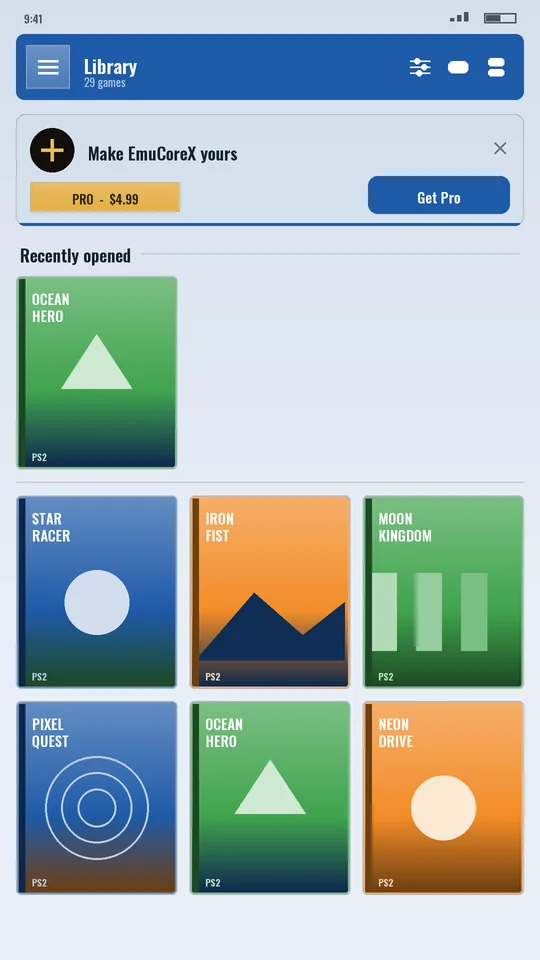 9:41
Library
29 games
Make EmuCoreX yours
PRO - $4.99
Get Pro
Recently opened
OCEAN
HERO
PS2
STAR
RACER
PS2
IRON
FIST
PS2
MOON
KINGDOM
PS2
PIXEL
QUEST
PS2
OCEAN
HERO
PS2
NEON
DRIVE
PS2